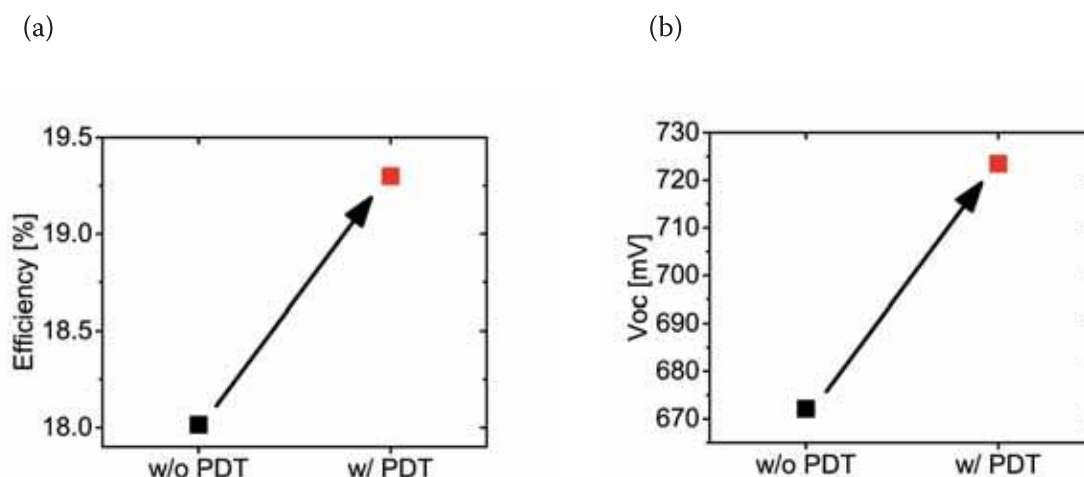 (a)
(b)
Efficiency [%]
19.5
19.0
18.5
18.0
w/o PDT
w/ PDT
Voc [mV]
730
720
710
700
690
680
670
w/o PDT
w/ PDT